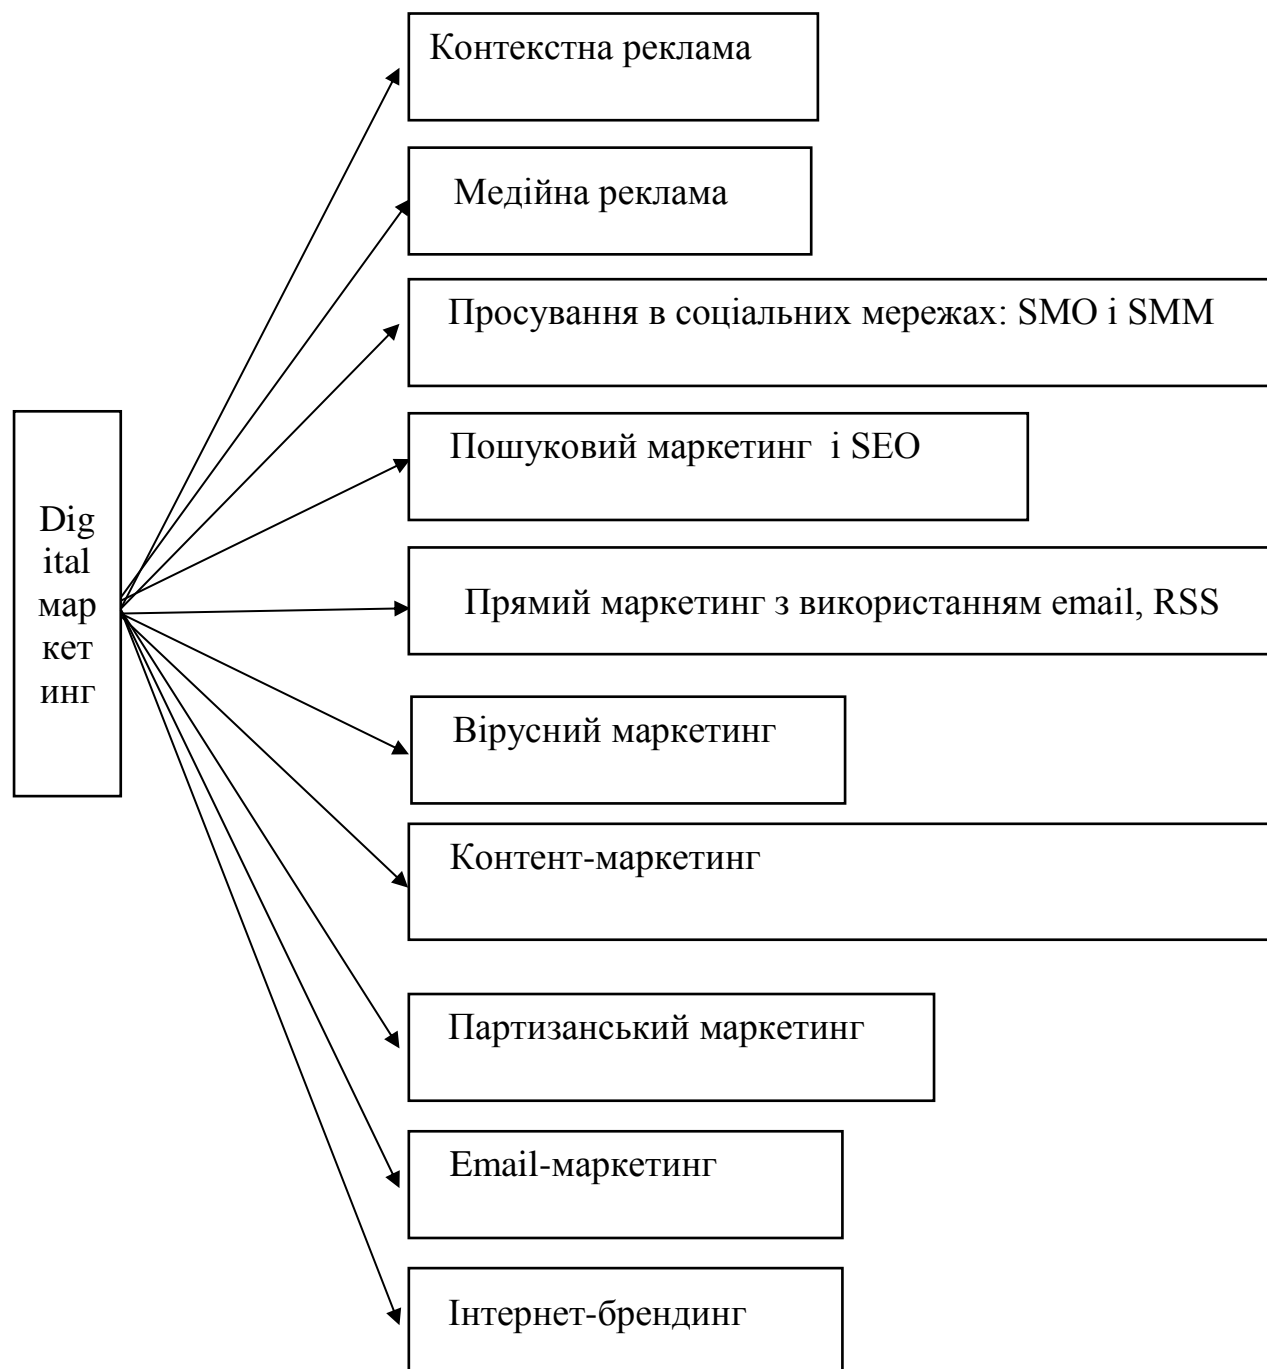 Контекстна реклама
Медійна реклама
Просування в соціальних мережах: SMO і SMM
Пошуковий маркетинг і SEO
Dig
ital
мар
кет
инг
Прямий маркетинг з використанням email, RSS
Вірусний маркетинг
Контент-маркетинг
Партизанський маркетинг
Email-маркетинг
Інтернет-брендинг